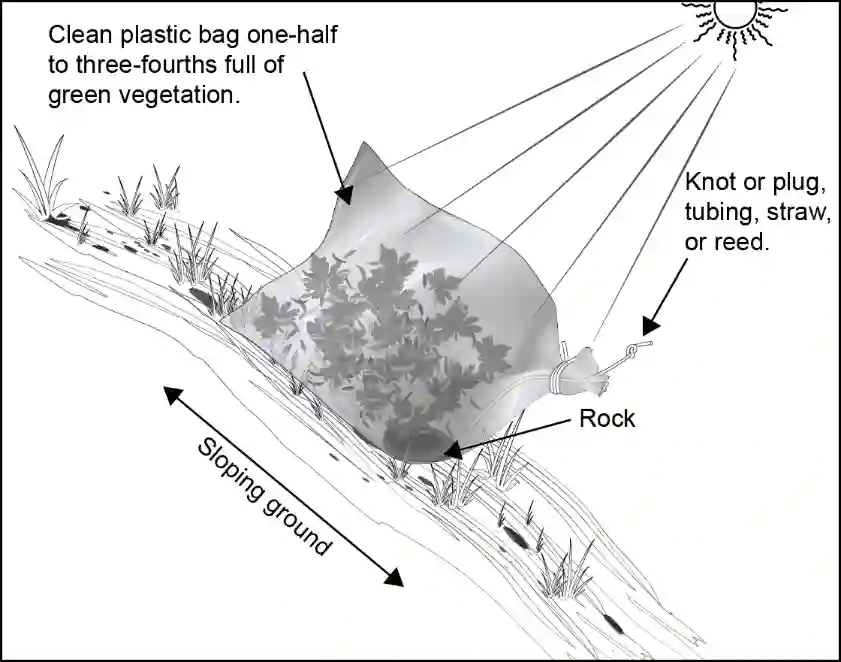 Clean plastic bag one-half
to three-fourths full of
green vegetation.
Knot or plug,
tubing, straw,
or reed.
Rock
Sloping ground